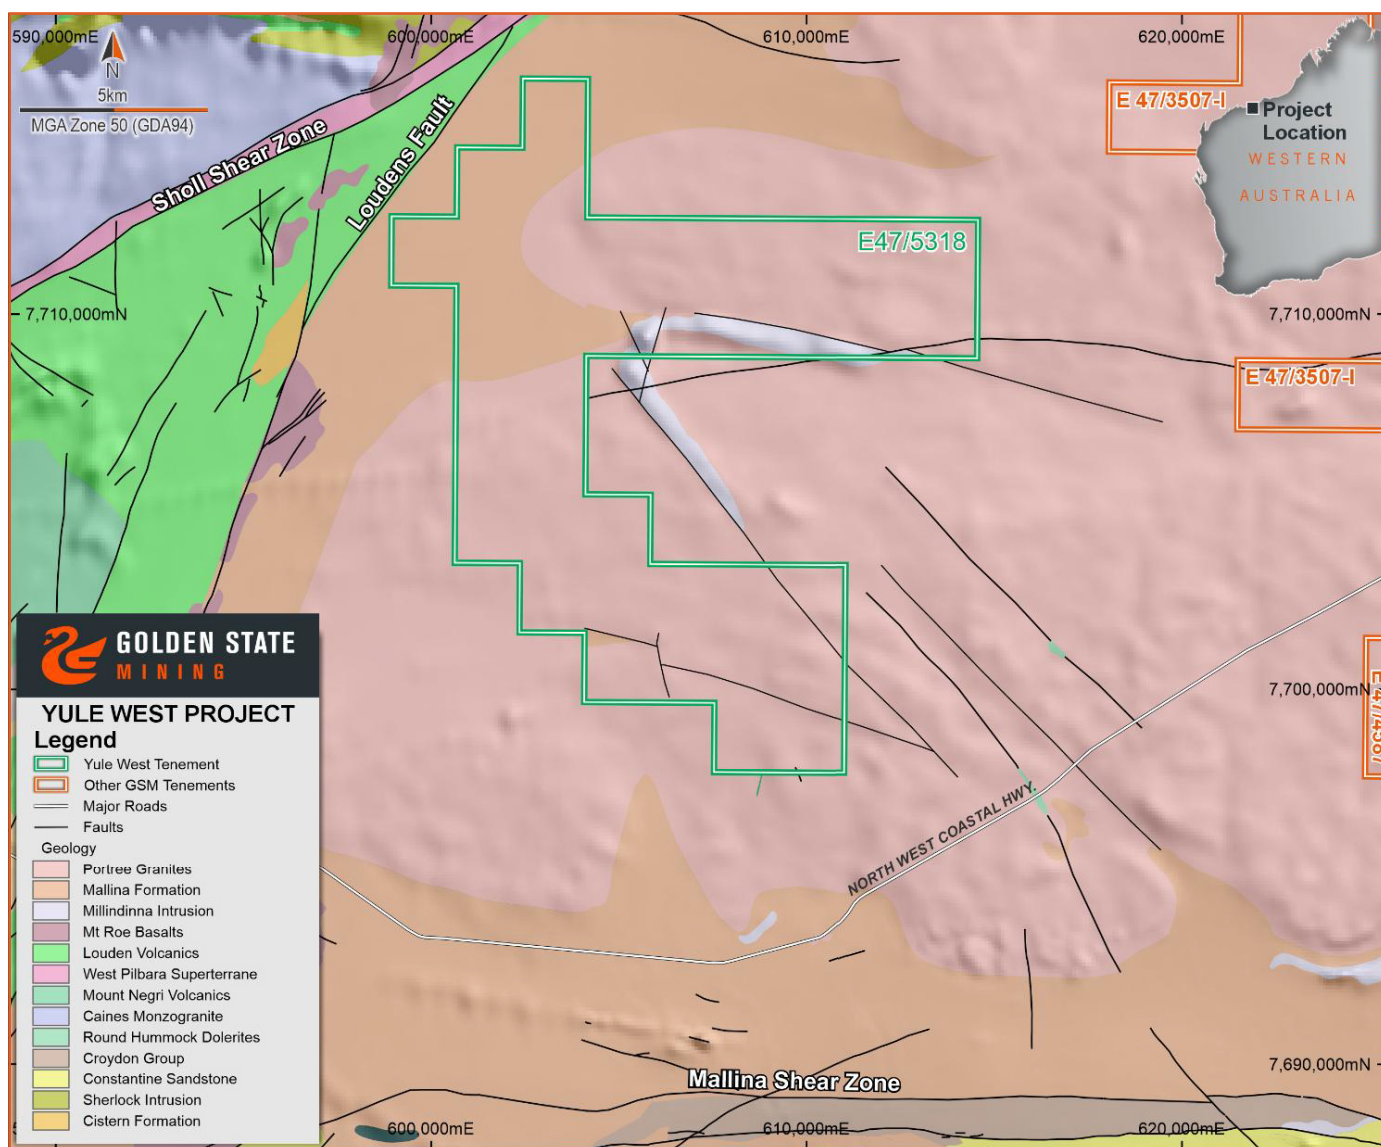 590,000mE
600,000mE
610,000mE
620,000mE
N
5km
MGA Zone 50 (GDA94)
Sholl Shear Zone
Loudens Fault
E 47/3507-I
Project
Location
WESTERN
AUSTRALIA
E47/5318
7,710,000mN
7,710,000mN
E 47/3507-I
GOLDEN STATE
MINING
YULE WEST PROJECT
Legend
Yule West Tenement
Other GSM Tenements
Major Roads
Faults
Geology
Portree Granites
Mallina Formation
Millindinna Intrusion
Mt Roe Basalts
Louden Volcanics
West Pilbara Superterrane
Mount Negri Volcanics
Caines Monzogranite
Round Hummock Dolerites
Croydon Group
Constantine Sandstone
Sherlock Intrusion
Cistern Formation
7,700,000mN
E 47/4587
NORTH WEST COASTAL HWY.
7,690,000mN
Mallina Shear Zone
600,000mE
610,000mE
620,000mE